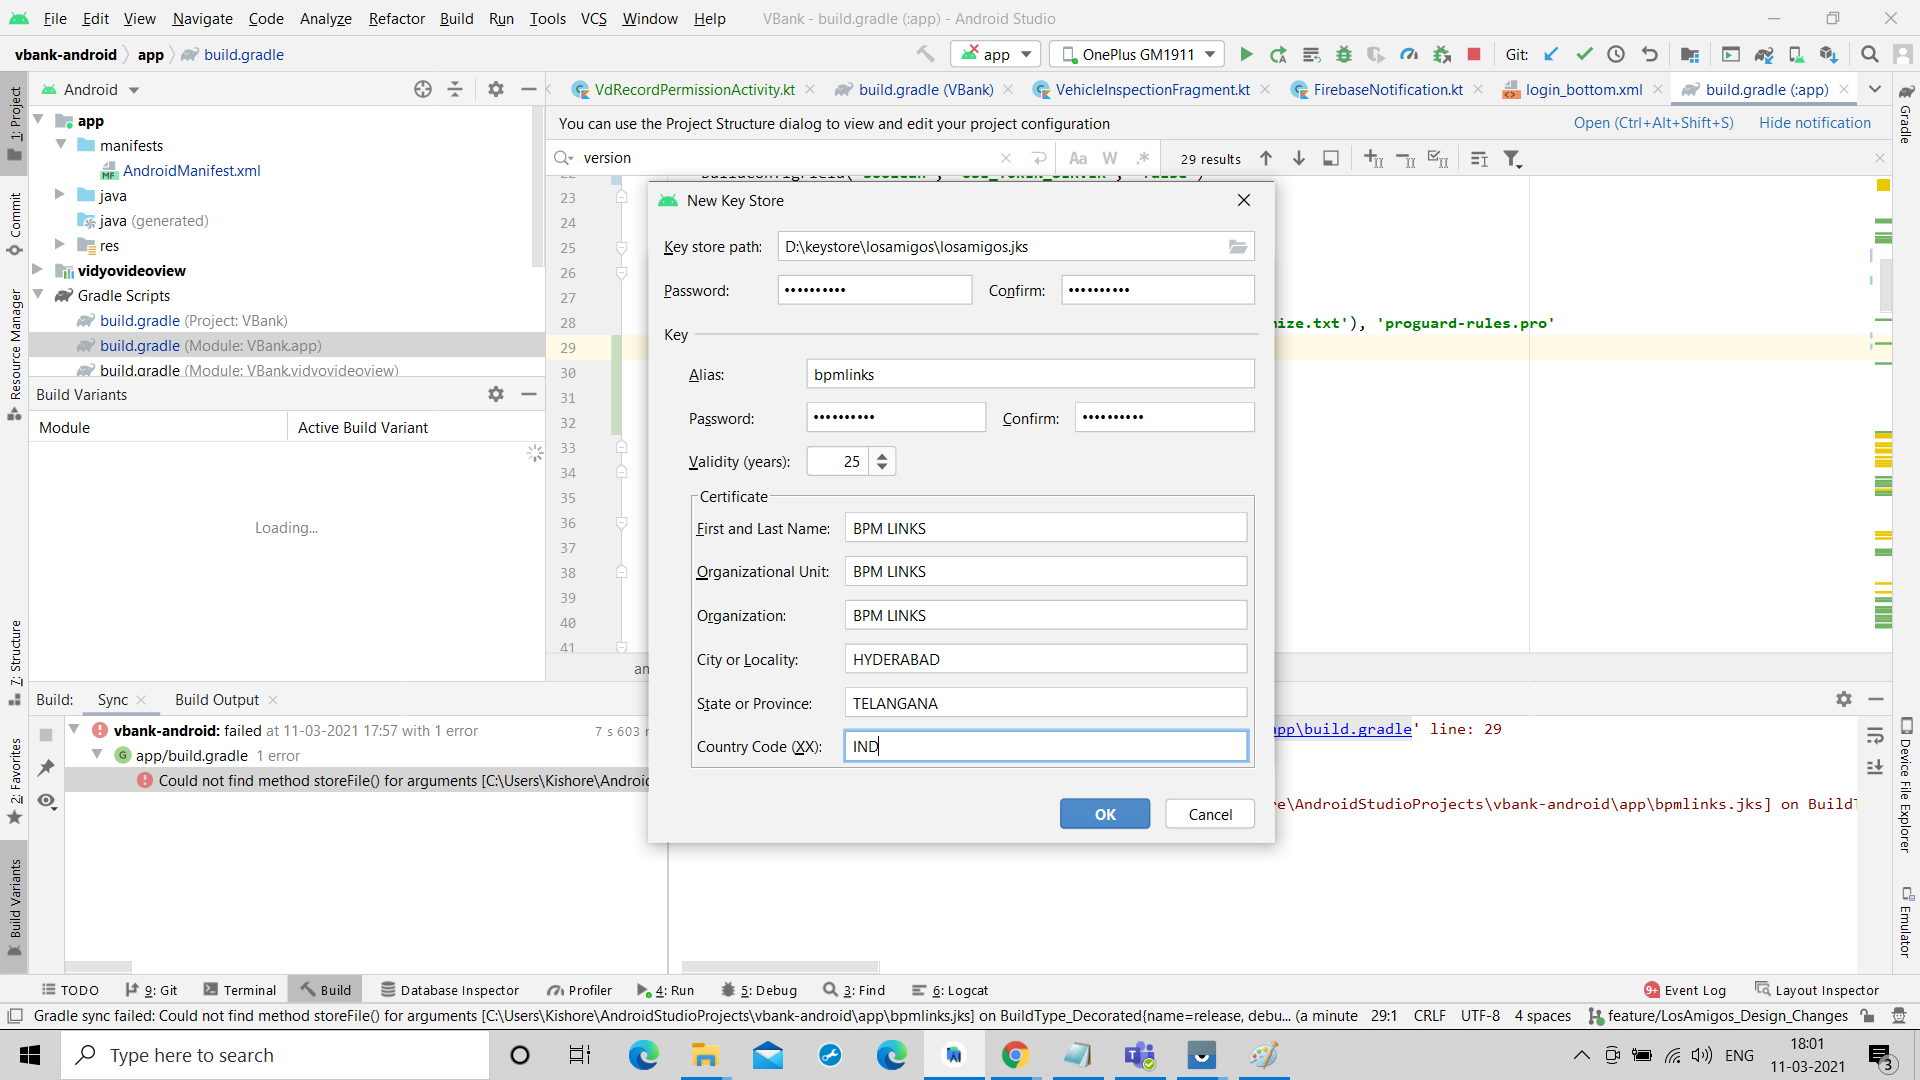 File Edit View Navigate Code Analyze Refactor Build Run Tools VCS Window Help VBank - build.gradle (:app) - Android Studio
vbank-android app build.gradle app OnePlus GM1911 Git:
Android VdRecordPermissionActivity.kt build.gradle (VBank) VehicleInspectionFragment.kt FirebaseNotification.kt login_bottom.xml build.gradle (:app)
You can use the Project Structure dialog to view and edit your project configuration Open (Ctrl+Alt+Shift+S) Hide notification
version Aa W .* 29 results
1: Project
Commit
Resource Manager
7: Structure
2: Favorites
Build Variants
app
manifests
AndroidManifest.xml
java
java (generated)
res
vidyovideoview
Gradle Scripts
build.gradle (Project: VBank)
build.gradle (Module: VBank.app)
build.gradle (Module: VBank.vidyovideoview)
Build Variants
Module Active Build Variant
Loading...
23
24
25
26
27
28 mize.txt'), 'proguard-rules.pro'
29
30
31
32
33
34
35
36
37
38
39
40
41
an
New Key Store
Key store path: D:\keystore\losamigos\losamigos.jks
Password: •••••••••• Confirm: ••••••••••
Key
Alias: bpmlinks
Password: •••••••••• Confirm: ••••••••••
Validity (years): 25
Certificate
First and Last Name: BPM LINKS
Organizational Unit: BPM LINKS
Organization: BPM LINKS
City or Locality: HYDERABAD
State or Province: TELANGANA
Country Code (XX): IND
OK Cancel
Build: Sync Build Output
vbank-android: failed at 11-03-2021 17:57 with 1 error 7 s 603
app/build.gradle 1 error
Could not find method storeFile() for arguments [C:\Users\Kishore\Android
app\build.gradle' line: 29
re\AndroidStudioProjects\vbank-android\app\bpmlinks.jks] on BuildT
Gradle
Device File Explorer
Emulator
TODO 9: Git Terminal Build Database Inspector Profiler 4: Run 5: Debug 3: Find 6: Logcat 9+ Event Log Layout Inspector
Gradle sync failed: Could not find method storeFile() for arguments [C:\Users\Kishore\AndroidStudioProjects\vbank-android\app\bpmlinks.jks] on BuildType_Decorated{name=release, debu... (a minute 29:1 CRLF UTF-8 4 spaces feature/LosAmigos_Design_Changes
Type here to search ENG 18:01
11-03-2021 3